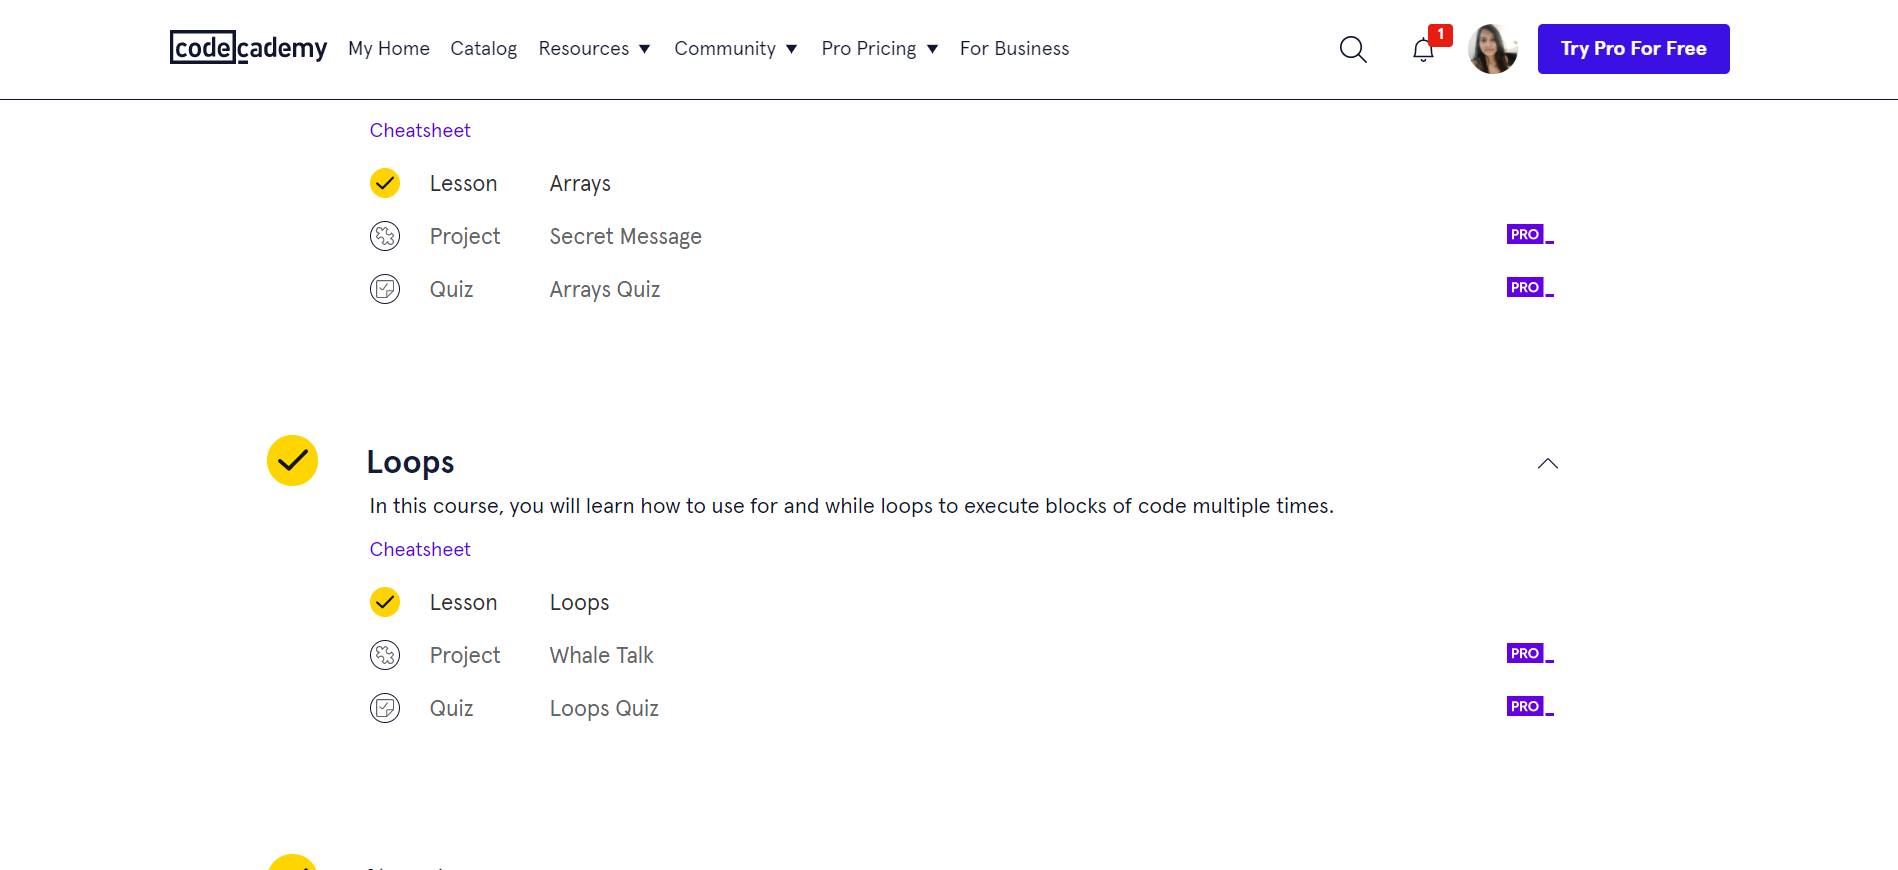 codecademy My Home Catalog Resources Community Pro Pricing For Business 1 Try Pro For Free
Cheatsheet
Lesson Arrays
Project Secret Message PRO
Quiz Arrays Quiz PRO
Loops
In this course, you will learn how to use for and while loops to execute blocks of code multiple times.
Cheatsheet
Lesson Loops
Project Whale Talk PRO
Quiz Loops Quiz PRO